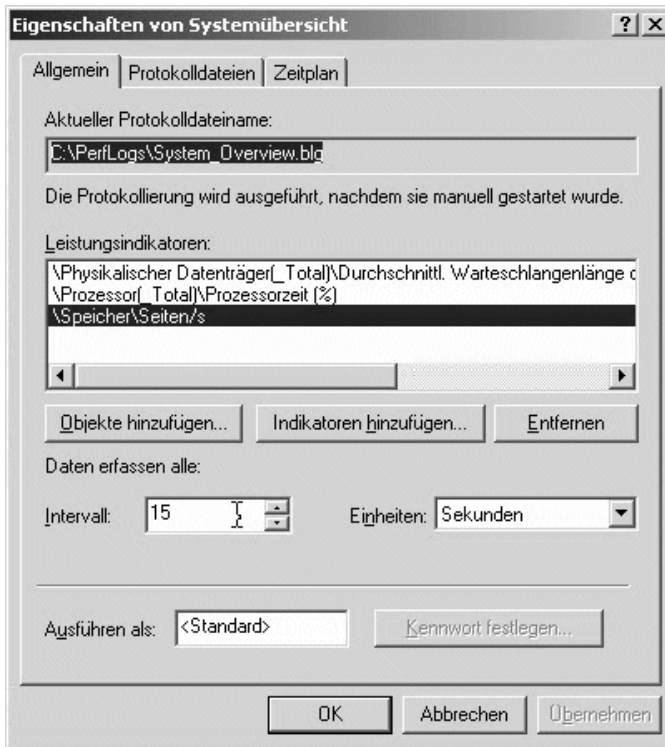 Eigenschaften von Systemübersicht
Allgemein Protokolldateien Zeitplan
Aktueller Protokolldateiname:
C:\PerfLogs\System_Overview.blg
Die Protokollierung wird ausgeführt, nachdem sie manuell gestartet wurde.
Leistungsindikatoren:
\Physikalischer Datenträger(_Total)\Durchschnittl. Warteschlangenlänge
\Prozessor(_Total)\Prozessorzeit (%)
\Speicher\Seiten/s
Objekte hinzufügen... Indikatoren hinzufügen... Entfernen
Daten erfassen alle:
Intervall: 15 Einheiten: Sekunden
Ausführen als: <Standard> Kennwort festlegen...
OK Abbrechen Übernehmen